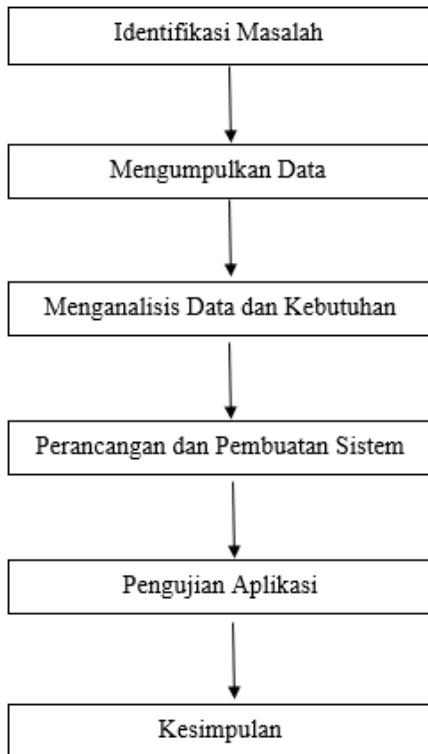 Identifikasi Masalah
Mengumpulkan Data
Menganalisis Data dan Kebutuhan
Perancangan dan Pembuatan Sistem
Pengujian Aplikasi
Kesimpulan